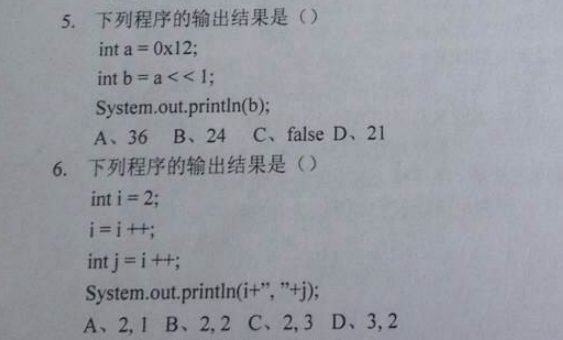 5. 下列程序的输出结果是（）
int a = 0x12;
int b = a << 1;
System.out.println(b);
A、36 B、24 C、false D、21
6. 下列程序的输出结果是（）
int i = 2;
i = i ++;
int j = i ++;
System.out.println(i+”, ”+j);
A、2, 1 B、2, 2 C、2, 3 D、3, 2